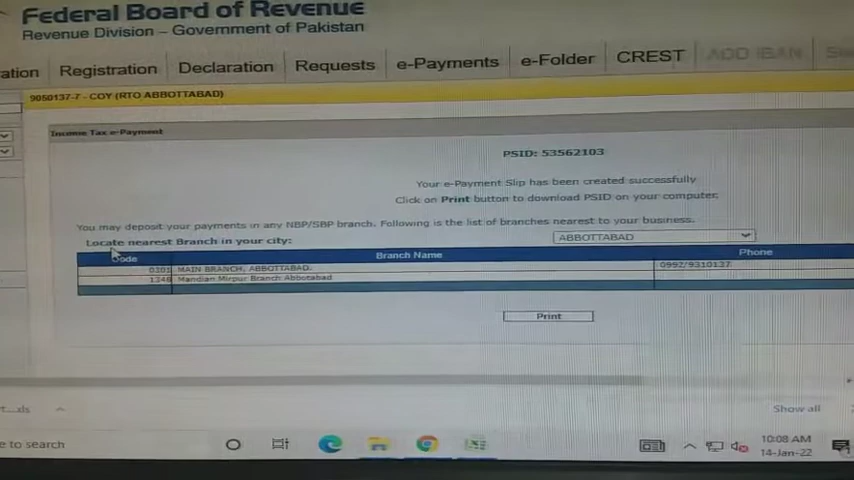 Federal Board of Revenue
Revenue Division – Government of Pakistan
ation Registration Declaration Requests e-Payments e-Folder CREST ADD IBAN
9050137-7 - COY (RTO ABBOTTABAD)
Income Tax e-Payment
PSID: 53562103
Your e-Payment Slip has been created successfully
Click on Print button to download PSID on your computer.
You may deposit your payments in any NBP/SBP branch. Following is the list of branches nearest to your business.
Locate nearest Branch in your city: ABBOTTABAD
Code Branch Name Phone
0301 MAIN BRANCH, ABBOTTABAD. 0992/9310137
1348 Mandian Mirpur Branch Abbotabad
Print
t....xls Show all
e to search
10:08 AM
14-Jan-22